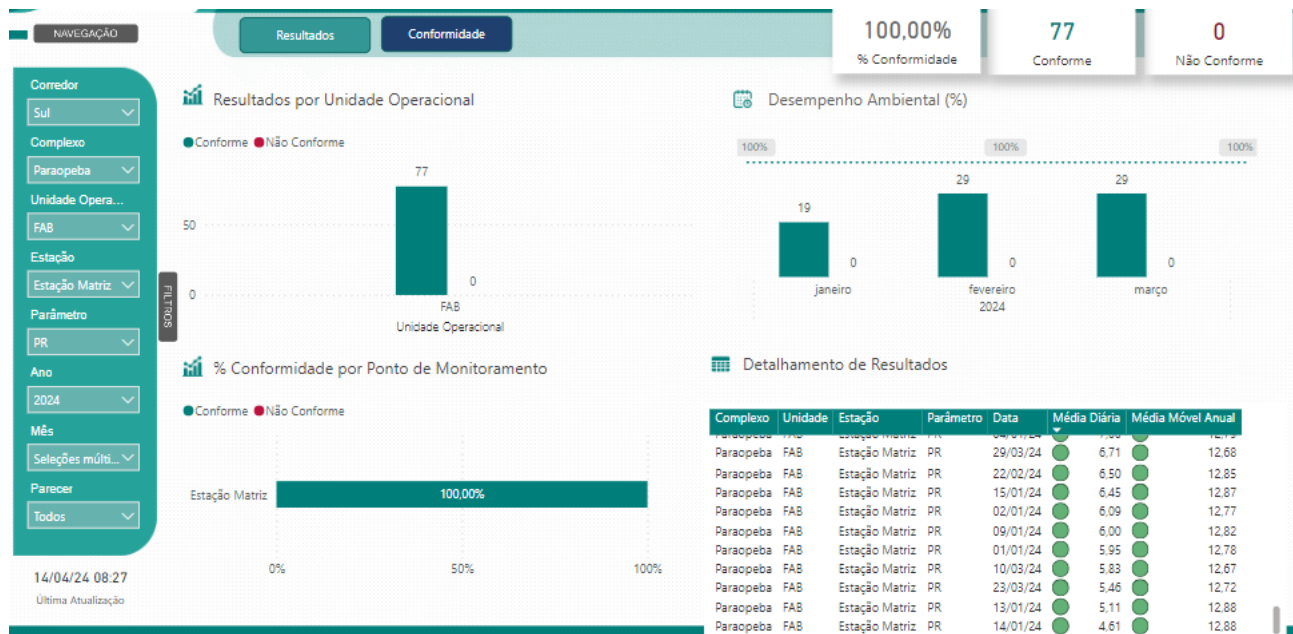 NAVEGAÇÃO
Resultados
Conformidade
100,00%
% Conformidade
77
Conforme
0
Não Conforme
Corredor
Sul
Complexo
Paraopeba
Unidade Opera...
FAB
Estação
Estação Matriz
Parâmetro
PR
Ano
2024
Mês
Seleções múlti...
Parecer
Todos
14/04/24 08:27
Última Atualização
FILTROS
Resultados por Unidade Operacional
Conforme Não Conforme
77
50
0
0
FAB
Unidade Operacional
Desempenho Ambiental (%)
100% 100% 100%
19 0 29 0 29 0
janeiro fevereiro março
2024
% Conformidade por Ponto de Monitoramento
Conforme Não Conforme
Estação Matriz 100,00%
0% 50% 100%
Detalhamento de Resultados
Complexo Unidade Estação Parâmetro Data Média Diária Média Móvel Anual
Paraopeba FAB Estação Matriz PR 29/03/24 6,71 12,68
Paraopeba FAB Estação Matriz PR 22/02/24 6,50 12,85
Paraopeba FAB Estação Matriz PR 15/01/24 6,45 12,87
Paraopeba FAB Estação Matriz PR 02/01/24 6,09 12,77
Paraopeba FAB Estação Matriz PR 09/01/24 6,00 12,82
Paraopeba FAB Estação Matriz PR 01/01/24 5,95 12,78
Paraopeba FAB Estação Matriz PR 10/03/24 5,83 12,67
Paraopeba FAB Estação Matriz PR 23/03/24 5,46 12,72
Paraopeba FAB Estação Matriz PR 13/01/24 5,11 12,88
Paraopeba FAB Estação Matriz PR 14/01/24 4,61 12,88